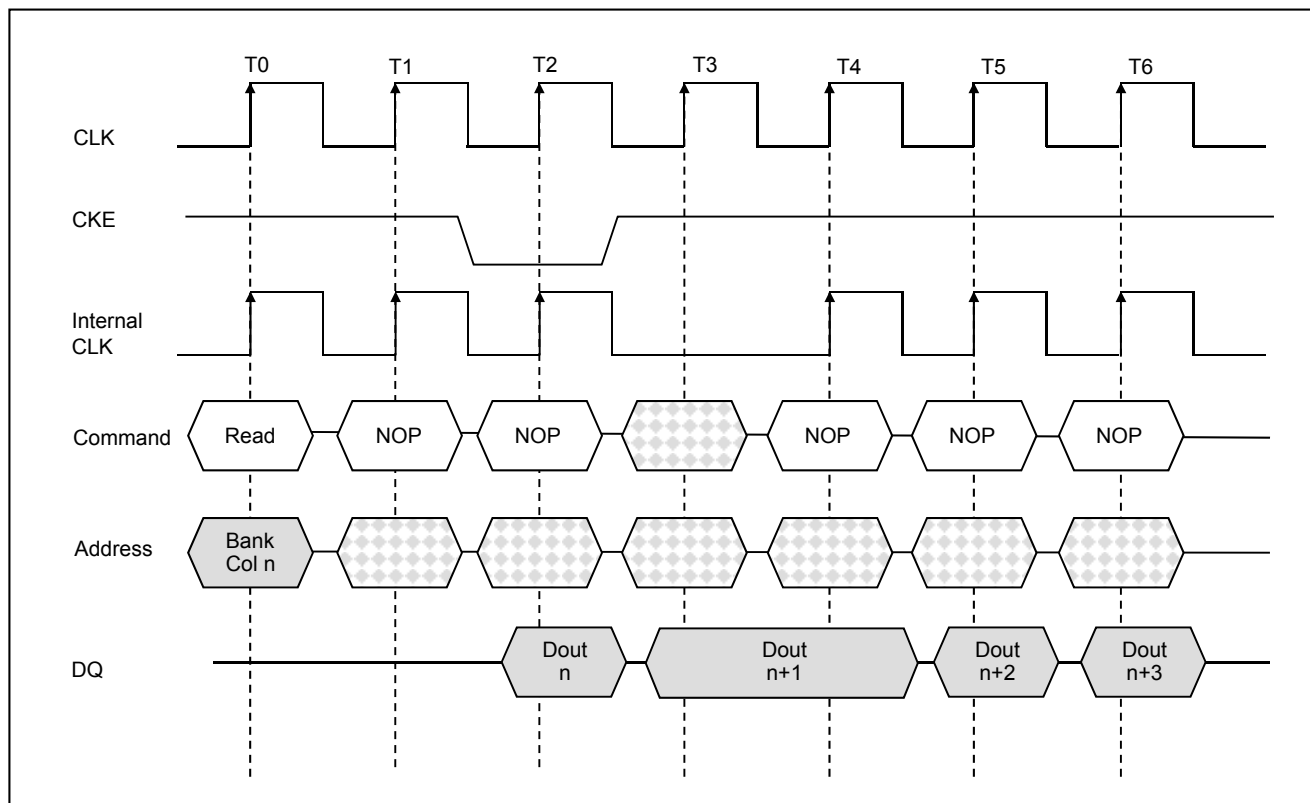 T0 T1 T2 T3 T4 T5 T6
CLK
CKE
Internal
CLK
Command Read NOP NOP NOP NOP NOP
Address Bank
Col n
DQ Dout
n Dout
n+1 Dout
n+2 Dout
n+3